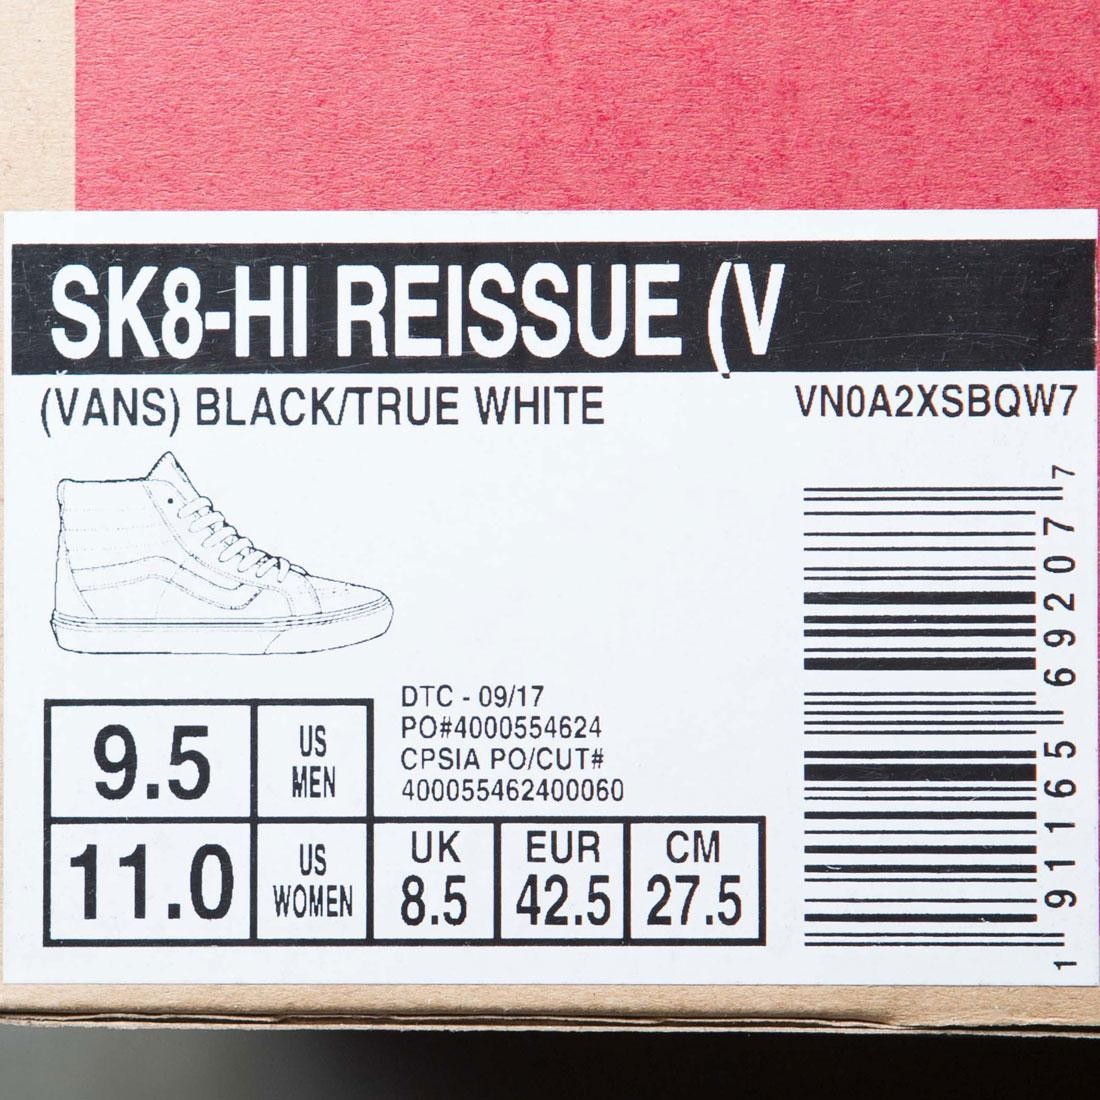 SK8-HI REISSUE (V
(VANS) BLACK/TRUE WHITE
VN0A2XSBQW7
DTC - 09/17
PO#4000554624
CPSIA PO/CUT#
400055462400060
9.5 US MEN
11.0 US WOMEN
UK 8.5
EUR 42.5
CM 27.5
1 91165 69207 7